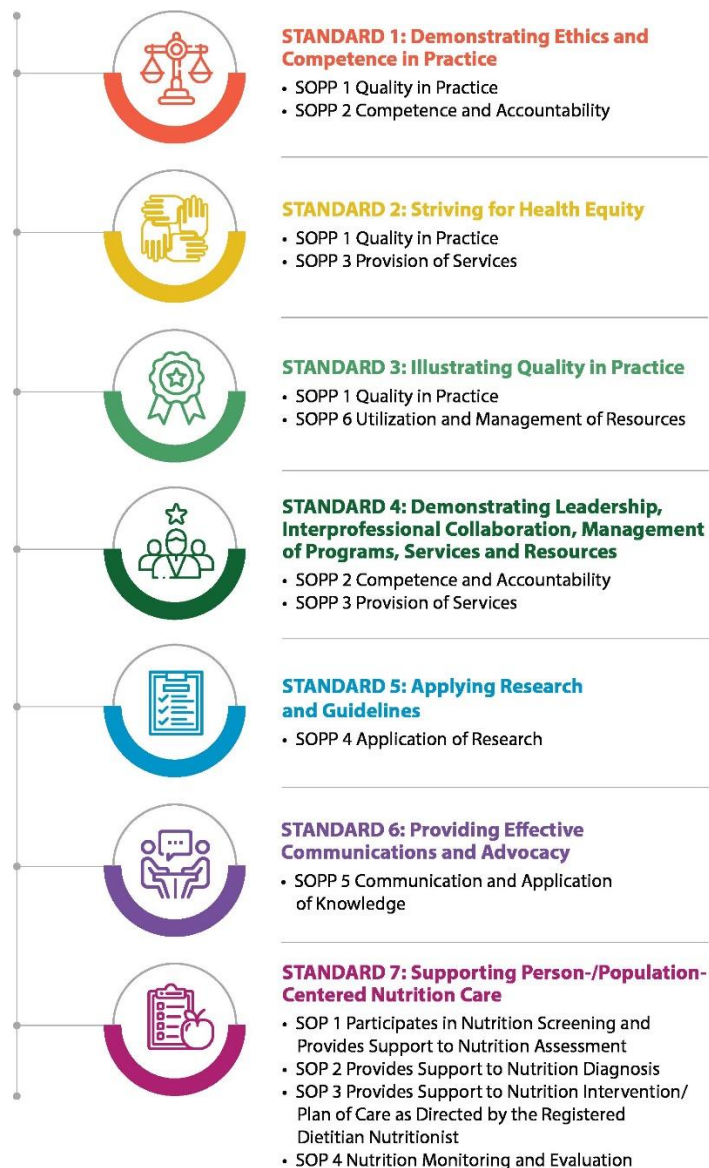 STANDARD 1: Demonstrating Ethics and
Competence in Practice
• SOPP 1 Quality in Practice
• SOPP 2 Competence and Accountability
STANDARD 2: Striving for Health Equity
• SOPP 1 Quality in Practice
• SOPP 3 Provision of Services
STANDARD 3: Illustrating Quality in Practice
• SOPP 1 Quality in Practice
• SOPP 6 Utilization and Management of Resources
STANDARD 4: Demonstrating Leadership,
Interprofessional Collaboration, Management
of Programs, Services and Resources
• SOPP 2 Competence and Accountability
• SOPP 3 Provision of Services
STANDARD 5: Applying Research
and Guidelines
• SOPP 4 Application of Research
STANDARD 6: Providing Effective
Communications and Advocacy
• SOPP 5 Communication and Application
of Knowledge
STANDARD 7: Supporting Person-/Population-
Centered Nutrition Care
• SOP 1 Participates in Nutrition Screening and
Provides Support to Nutrition Assessment
• SOP 2 Provides Support to Nutrition Diagnosis
• SOP 3 Provides Support to Nutrition Intervention/
Plan of Care as Directed by the Registered
Dietitian Nutritionist
• SOP 4 Nutrition Monitoring and Evaluation